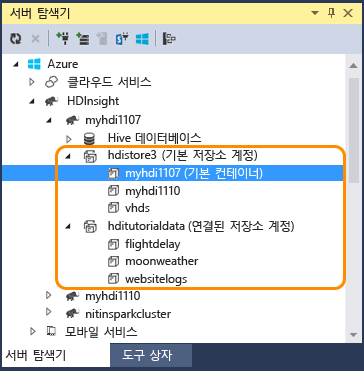 서버 탐색기
Azure
클라우드 서비스
HDInsight
myhdi1107
Hive 데이터베이스
hdistore3 (기본 저장소 계정)
myhdi1107 (기본 컨테이너)
myhdi1110
vhds
hditutorialdata (연결된 저장소 계정)
flightdelay
moonweather
websitelogs
myhdi1110
nitinsparkcluster
모바일 서비스
서버 탐색기 도구 상자